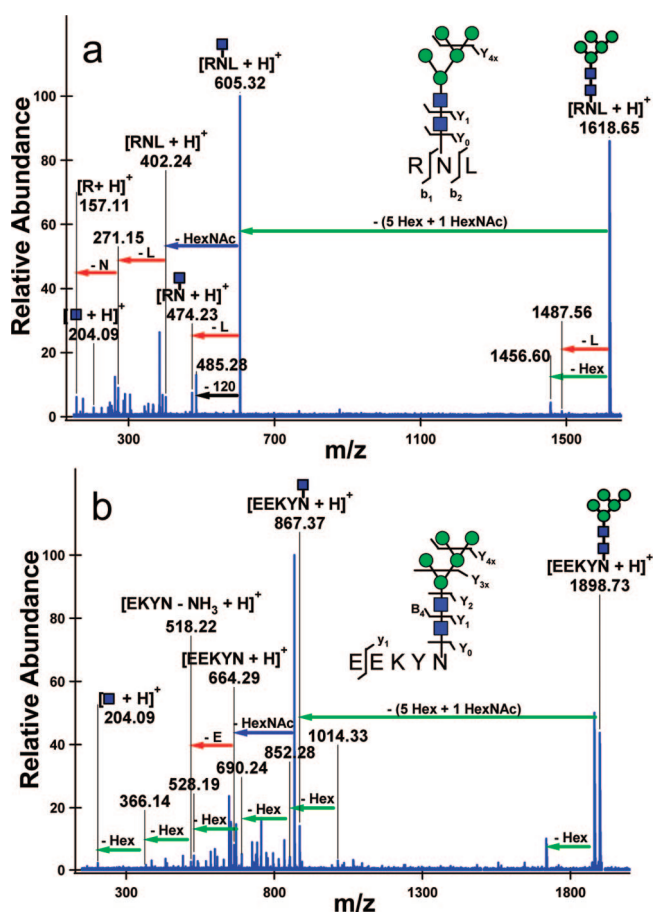 a
[RNL + H]+
605.32
Y4x
Y1
Y0
R N L
b1 b2
[RNL + H]+
1618.65
[RNL + H]+
402.24
[R+ H]+
157.11
271.15
- HexNAc
- (5 Hex + 1 HexNAc)
- L
- N
[RN + H]+
474.23
[ + H]+
204.09
- L
485.28
- 120
1487.56
- L
1456.60
- Hex
Relative Abundance
100
80
60
40
20
0
300
700
1100
1500
m/z
b
[EEKYN + H]+
867.37
Y4x
Y3x
Y2
B4
Y1
Y0
y1
E E K Y N
[EEKYN + H]+
1898.73
[EKYN - NH3 + H]+
518.22
[EEKYN + H]+
664.29
[ + H]+
204.09
- HexNAc
- (5 Hex + 1 HexNAc)
- E
1014.33
852.28
690.24
528.19
366.14
- Hex
- Hex
- Hex
- Hex
- Hex
- Hex
Relative Abundance
100
80
60
40
20
0
300
800
1300
1800
m/z